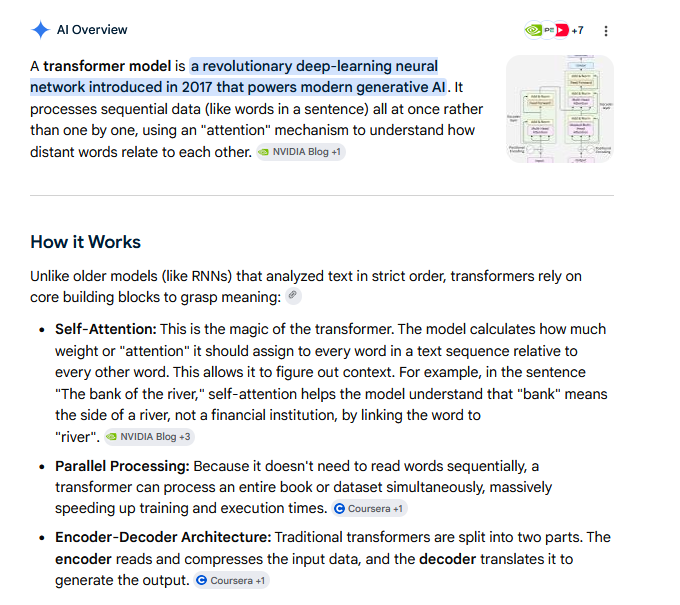 AI Overview
+7
A transformer model is a revolutionary deep-learning neural
network introduced in 2017 that powers modern generative AI. It
processes sequential data (like words in a sentence) all at once rather
than one by one, using an "attention" mechanism to understand how
distant words relate to each other. NVIDIA Blog +1
How it Works
Unlike older models (like RNNs) that analyzed text in strict order, transformers rely on
core building blocks to grasp meaning:
• Self-Attention: This is the magic of the transformer. The model calculates how much
weight or "attention" it should assign to every word in a text sequence relative to
every other word. This allows it to figure out context. For example, in the sentence
"The bank of the river," self-attention helps the model understand that "bank" means
the side of a river, not a financial institution, by linking the word to
"river". NVIDIA Blog +3
• Parallel Processing: Because it doesn't need to read words sequentially, a
transformer can process an entire book or dataset simultaneously, massively
speeding up training and execution times. Coursera +1
• Encoder-Decoder Architecture: Traditional transformers are split into two parts. The
encoder reads and compresses the input data, and the decoder translates it to
generate the output. Coursera +1